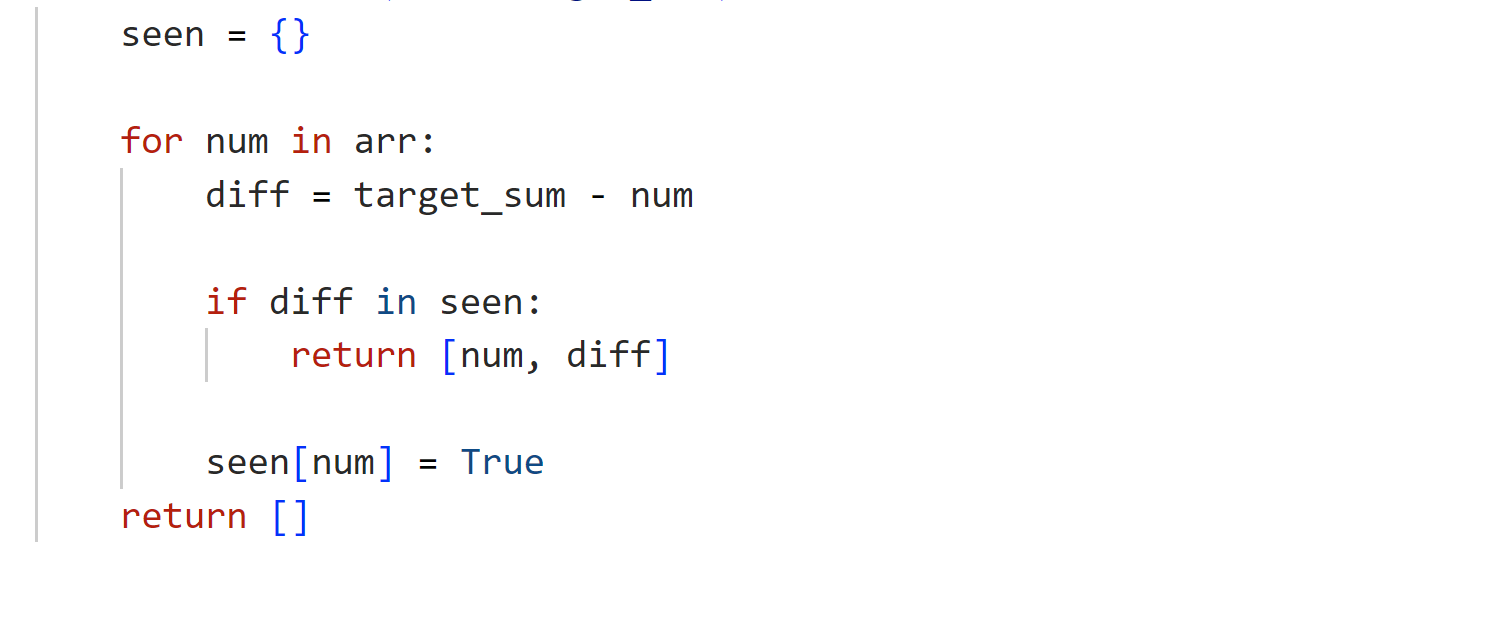 seen = {}
for num in arr:
diff = target_sum - num
if diff in seen:
return [num, diff]
seen[num] = True
return []